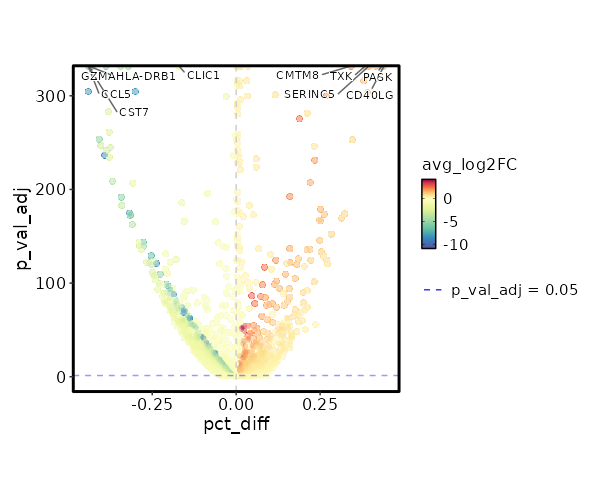 GZMAHLA-DRB1
CLIC1
CMTM8
TXK
PASK
CCL5
SERINC5
CD40LG
CST7
300
200
100
0
p_val_adj
-0.25
0.00
0.25
pct_diff
avg_log2FC
0
-5
-10
p_val_adj = 0.05